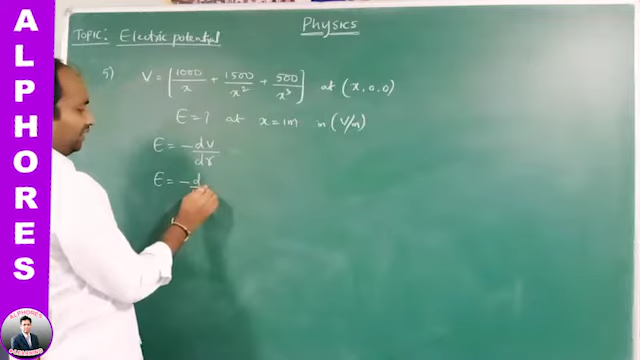 ALPHORES
Physics
TOPIC: Electric potential
5) V = [1000/x + 1500/x² + 500/x³] at (x,0,0)
E = ? at x = 1m in (V/m)
E = -dV/dr
E = -d
ALPHORES